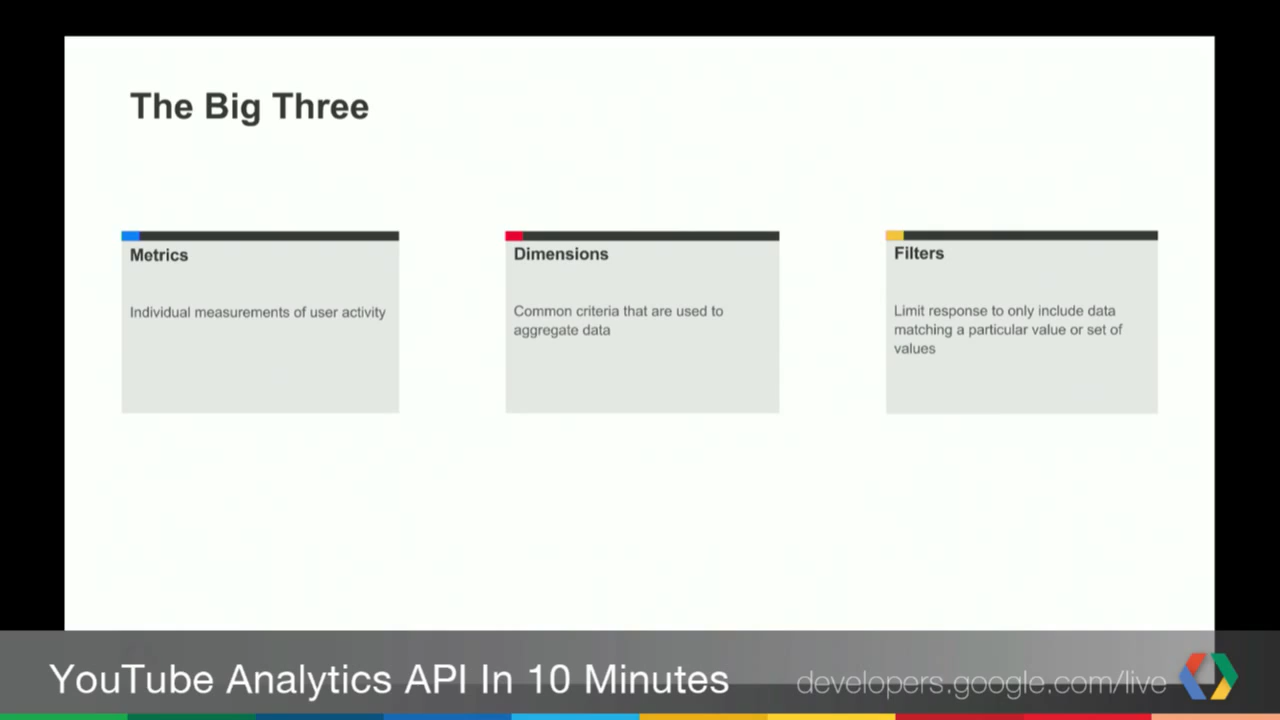 The Big Three
Metrics
Individual measurements of user activity
Dimensions
Common criteria that are used to
aggregate data
Filters
Limit response to only include data
matching a particular value or set of
values
YouTube Analytics API In 10 Minutes
developers.google.com/live